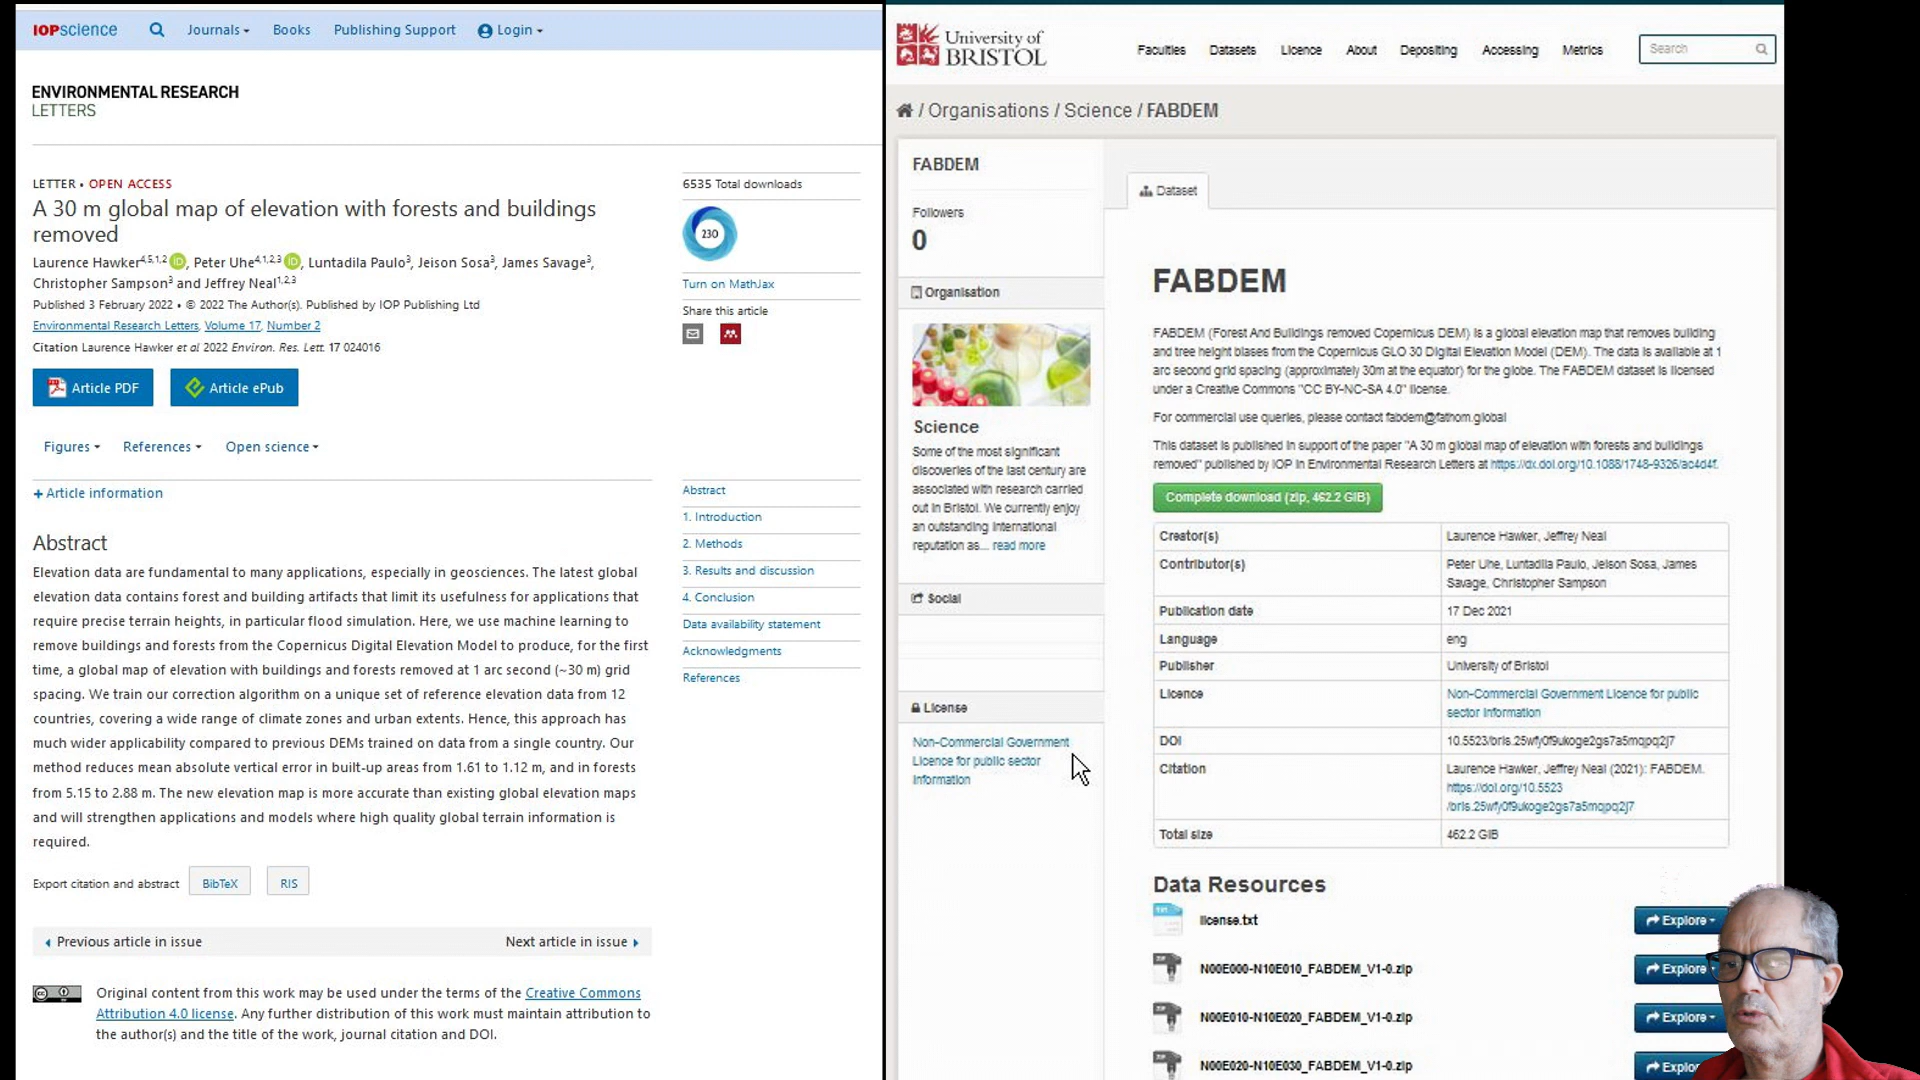 IOPscience Journals Books Publishing Support Login
ENVIRONMENTAL RESEARCH
LETTERS
LETTER • OPEN ACCESS
A 30 m global map of elevation with forests and buildings
removed
Laurence Hawker4,5,1,2 iD, Peter Uhe4,1,2,3 iD, Luntadila Paulo3, Jeison Sosa3, James Savage3,
Christopher Sampson3 and Jeffrey Neal1,2,3
Published 3 February 2022 • © 2022 The Author(s). Published by IOP Publishing Ltd
Environmental Research Letters, Volume 17, Number 2
Citation Laurence Hawker et al 2022 Environ. Res. Lett. 17 024016
Article PDF
Article ePub
Figures
References
Open science
+ Article information
Abstract
Elevation data are fundamental to many applications, especially in geosciences. The latest global
elevation data contains forest and building artifacts that limit its usefulness for applications that
require precise terrain heights, in particular flood simulation. Here, we use machine learning to
remove buildings and forests from the Copernicus Digital Elevation Model to produce, for the first
time, a global map of elevation with buildings and forests removed at 1 arc second (~30 m) grid
spacing. We train our correction algorithm on a unique set of reference elevation data from 12
countries, covering a wide range of climate zones and urban extents. Hence, this approach has
much wider applicability compared to previous DEMs trained on data from a single country. Our
method reduces mean absolute vertical error in built-up areas from 1.61 to 1.12 m, and in forests
from 5.15 to 2.88 m. The new elevation map is more accurate than existing global elevation maps
and will strengthen applications and models where high quality global terrain information is
required.
Export citation and abstract BibTeX RIS
Previous article in issue
Next article in issue
Original content from this work may be used under the terms of the Creative Commons
Attribution 4.0 license. Any further distribution of this work must maintain attribution to
the author(s) and the title of the work, journal citation and DOI.
6535 Total downloads
230
Turn on MathJax
Share this article
Abstract
1. Introduction
2. Methods
3. Results and discussion
4. Conclusion
Data availability statement
Acknowledgments
References
University of
BRISTOL
Faculties Datasets Licence About Depositing Accessing Metrics Search
/ Organisations / Science / FABDEM
FABDEM
Followers
0
Organisation
Science
Some of the most significant
discoveries of the last century are
associated with research carried
out in Bristol. We currently enjoy
an outstanding international
reputation as... read more
Social
License
Non-Commercial Government
Licence for public sector
information
Dataset
FABDEM
FABDEM (Forest And Buildings removed Copernicus DEM) is a global elevation map that removes building
and tree height biases from the Copernicus GLO 30 Digital Elevation Model (DEM). The data is available at 1
arc second grid spacing (approximately 30m at the equator) for the globe. The FABDEM dataset is licensed
under a Creative Commons "CC BY-NC-SA 4.0" license.
For commercial use queries, please contact fabdem@fathom.global
This dataset is published in support of the paper "A 30 m global map of elevation with forests and buildings
removed" published by IOP in Environmental Research Letters at https://dx.doi.org/10.1088/1748-9326/ac4d4f.
Complete download (zip, 462.2 GiB)
Creator(s) Laurence Hawker, Jeffrey Neal
Contributor(s) Peter Uhe, Luntadila Paulo, Jeison Sosa, James
Savage, Christopher Sampson
Publication date 17 Dec 2021
Language eng
Publisher University of Bristol
Licence Non-Commercial Government Licence for public
sector information
DOI 10.5523/bris.25wfy0f9ukoge2gs7a5mqpq2j7
Citation Laurence Hawker, Jeffrey Neal (2021): FABDEM.
https://doi.org/10.5523
/bris.25wfy0f9ukoge2gs7a5mqpq2j7
Total size 462.2 GiB
Data Resources
license.txt Explore
N00E000-N10E010_FABDEM_V1-0.zip Explore
N00E010-N10E020_FABDEM_V1-0.zip Explore
N00E020-N10E030_FABDEM_V1-0.zip